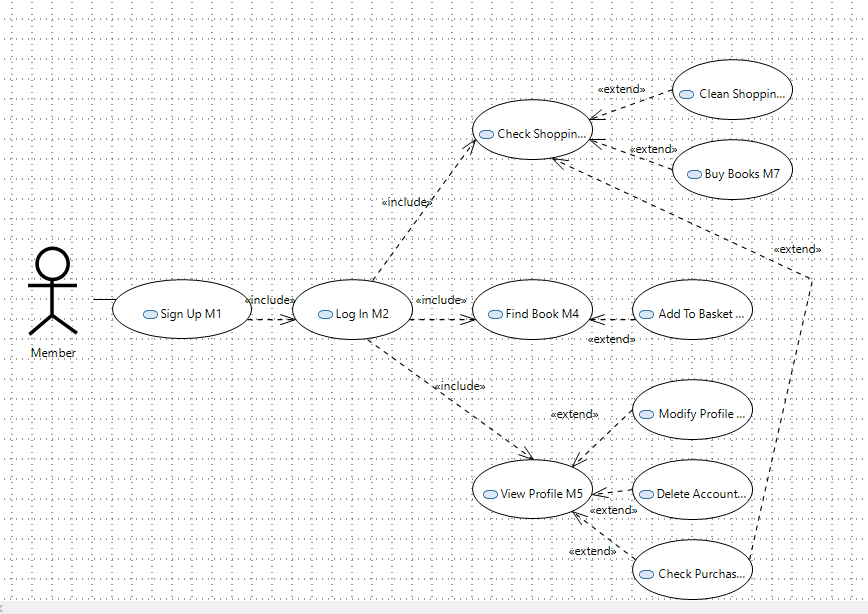 «extend»
Clean Shoppin...
Check Shoppin...
«extend»
Buy Books M7
«include»
«extend»
Member
Sign Up M1
«include»
Log In M2
«include»
Find Book M4
Add To Basket ...
«extend»
«include»
«extend»
Modify Profile ...
View Profile M5
Delete Account...
«extend»
«extend»
Check Purchas...